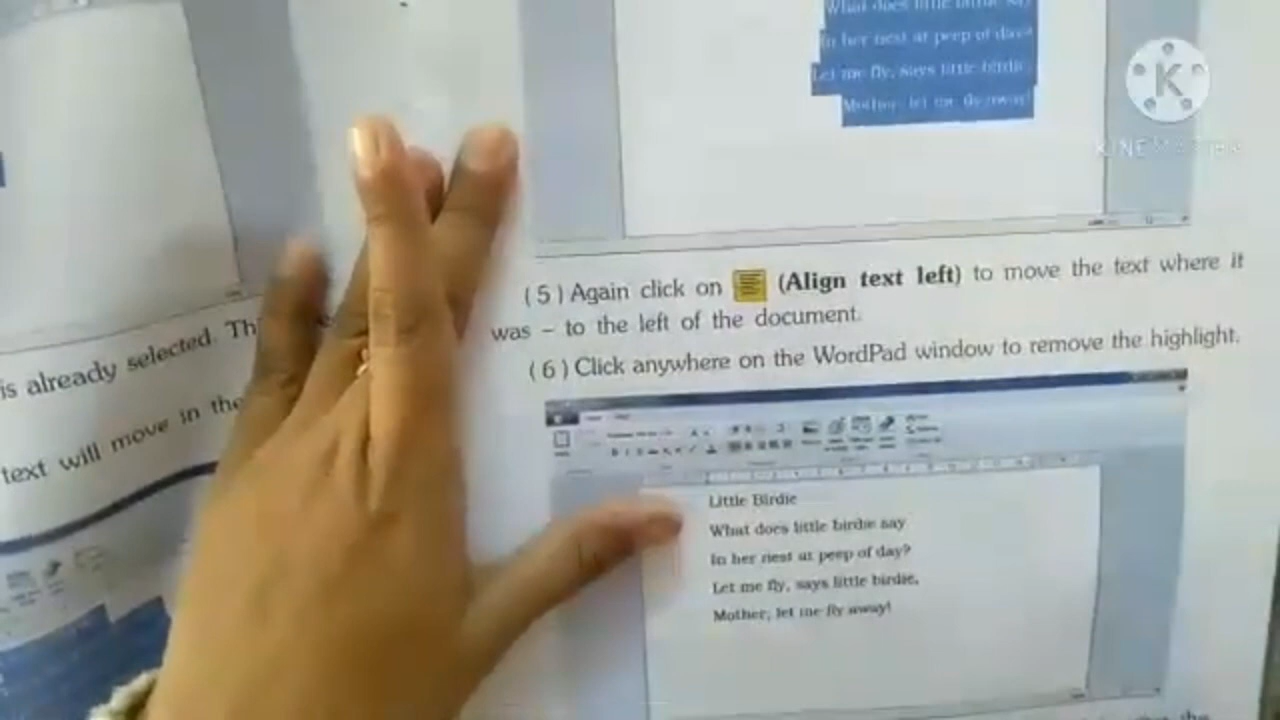 is already selected.
text will move in the
What does little birdie say
In her nest at peep of day?
Let me fly, says little birdie,
Mother, let me fly away!
K
KINEMASTER
(5) Again click on (Align text left) to move the text where it
was – to the left of the document.
(6) Click anywhere on the WordPad window to remove the highlight.
Little Birdie
What does little birdie say
In her nest at peep of day?
Let me fly, says little birdie,
Mother, let me fly away!
the